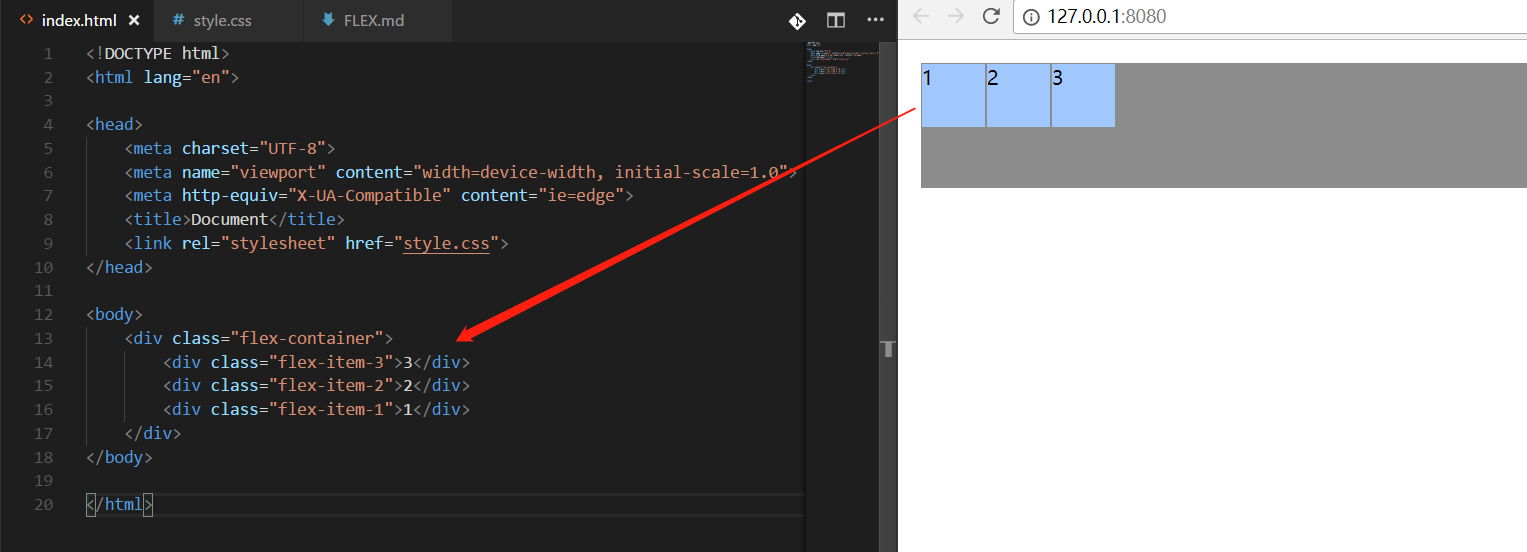 index.html
style.css
FLEX.md
1 <!DOCTYPE html>
2 <html lang="en">
3
4 <head>
5     <meta charset="UTF-8">
6     <meta name="viewport" content="width=device-width, initial-scale=1.0">
7     <meta http-equiv="X-UA-Compatible" content="ie=edge">
8     <title>Document</title>
9     <link rel="stylesheet" href="style.css">
10 </head>
11
12 <body>
13     <div class="flex-container">
14         <div class="flex-item-3">3</div>
15         <div class="flex-item-2">2</div>
16         <div class="flex-item-1">1</div>
17     </div>
18 </body>
19
20 </html>
127.0.0.1:8080
1 2 3